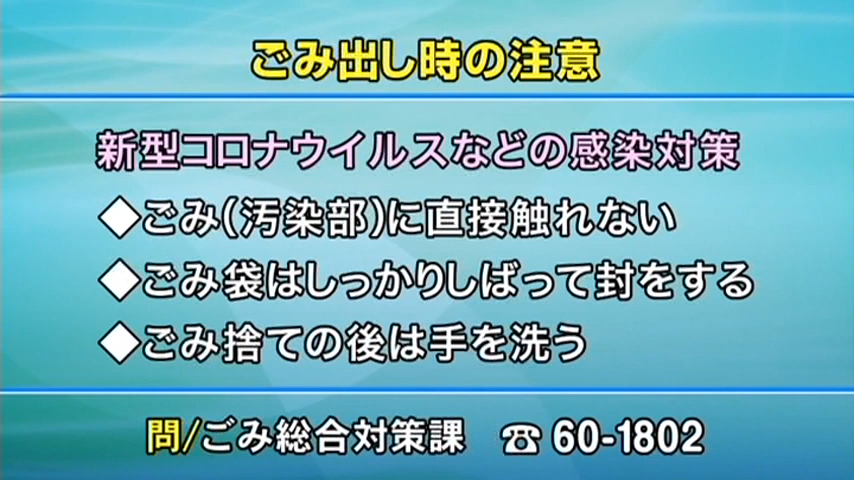 ごみ出し時の注意
新型コロナウイルスなどの感染対策
◆ごみ(汚染部)に直接触れない
◆ごみ袋はしっかりしばって封をする
◆ごみ捨ての後は手を洗う
問/ごみ総合対策課 ☎60-1802